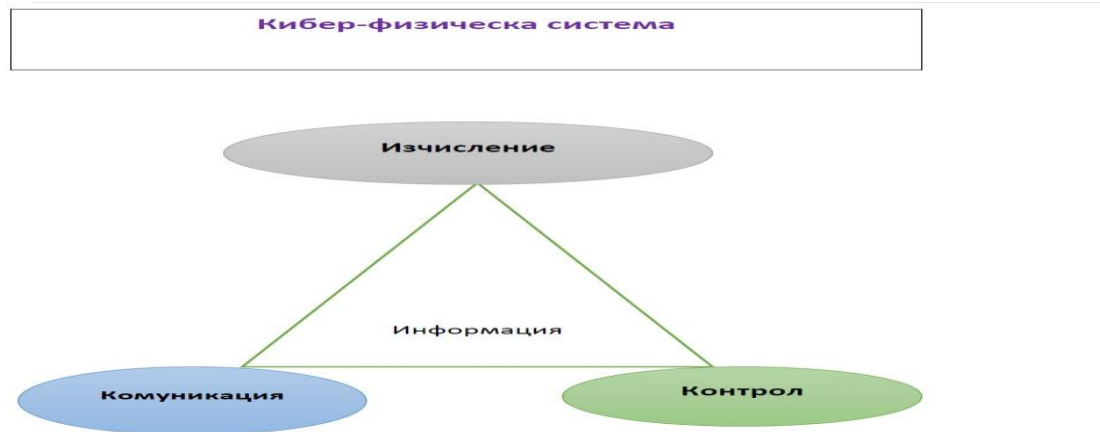 Кибер-физическа система
Изчисление
Информация
Комуникация
Контрол